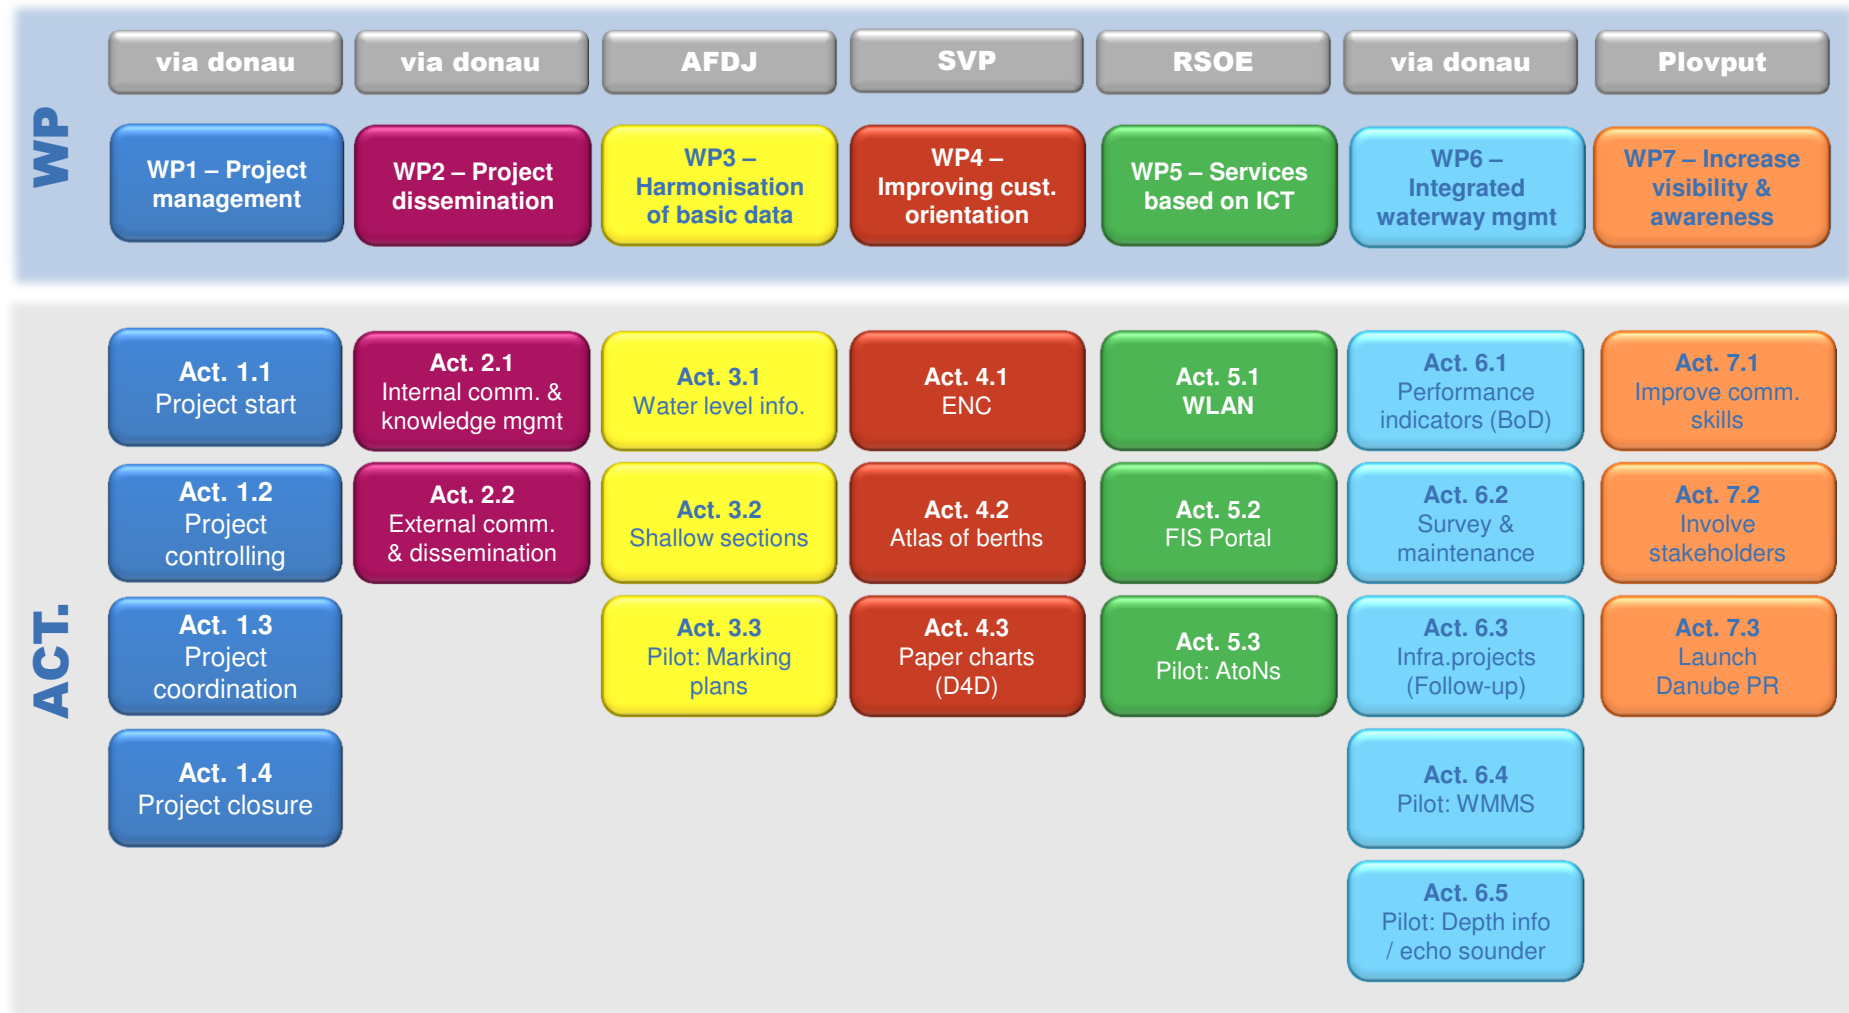 via donau
via donau
AFDJ
SVP
RSOE
via donau
Plovput
WP
WP1 – Project
management
WP2 – Project
dissemination
WP3 –
Harmonisation
of basic data
WP4 –
Improving cust.
orientation
WP5 – Services
based on ICT
WP6 –
Integrated
waterway mgmt
WP7 – Increase
visibility &
awareness
ACT.
Act. 1.1
Project start
Act. 2.1
Internal comm. &
knowledge mgmt
Act. 3.1
Water level info.
Act. 4.1
ENC
Act. 5.1
WLAN
Act. 6.1
Performance
indicators (BoD)
Act. 7.1
Improve comm.
skills
Act. 1.2
Project
controlling
Act. 2.2
External comm.
& dissemination
Act. 3.2
Shallow sections
Act. 4.2
Atlas of berths
Act. 5.2
FIS Portal
Act. 6.2
Survey &
maintenance
Act. 7.2
Involve
stakeholders
Act. 1.3
Project
coordination
Act. 3.3
Pilot: Marking
plans
Act. 4.3
Paper charts
(D4D)
Act. 5.3
Pilot: AtoNs
Act. 6.3
Infra.projects
(Follow-up)
Act. 7.3
Launch
Danube PR
Act. 1.4
Project closure
Act. 6.4
Pilot: WMMS
Act. 6.5
Pilot: Depth info
/ echo sounder